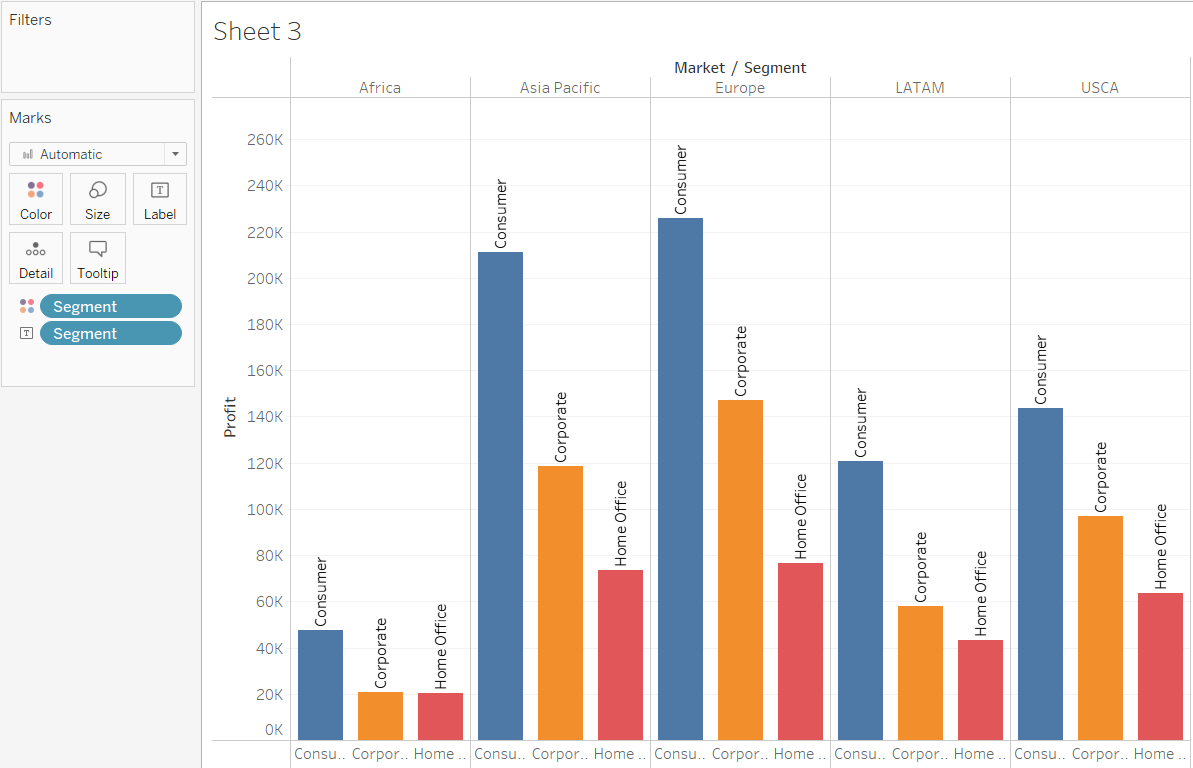 Filters
Marks
Automatic
Color
Size
Label
Detail
Tooltip
Segment
Segment
Sheet 3
Market / Segment
Africa
Asia Pacific
Europe
LATAM
USCA
Profit
260K
240K
220K
200K
180K
160K
140K
120K
100K
80K
60K
40K
20K
0K
Consumer
Corporate
Home Office
Consumer
Corporate
Home Office
Consumer
Corporate
Home Office
Consumer
Corporate
Home Office
Consumer
Corporate
Home Office
Consu.. Corpor.. Home .. Consu.. Corpor.. Home .. Consu.. Corpor.. Home .. Consu.. Corpor.. Home .. Consu.. Corpor.. Home ..